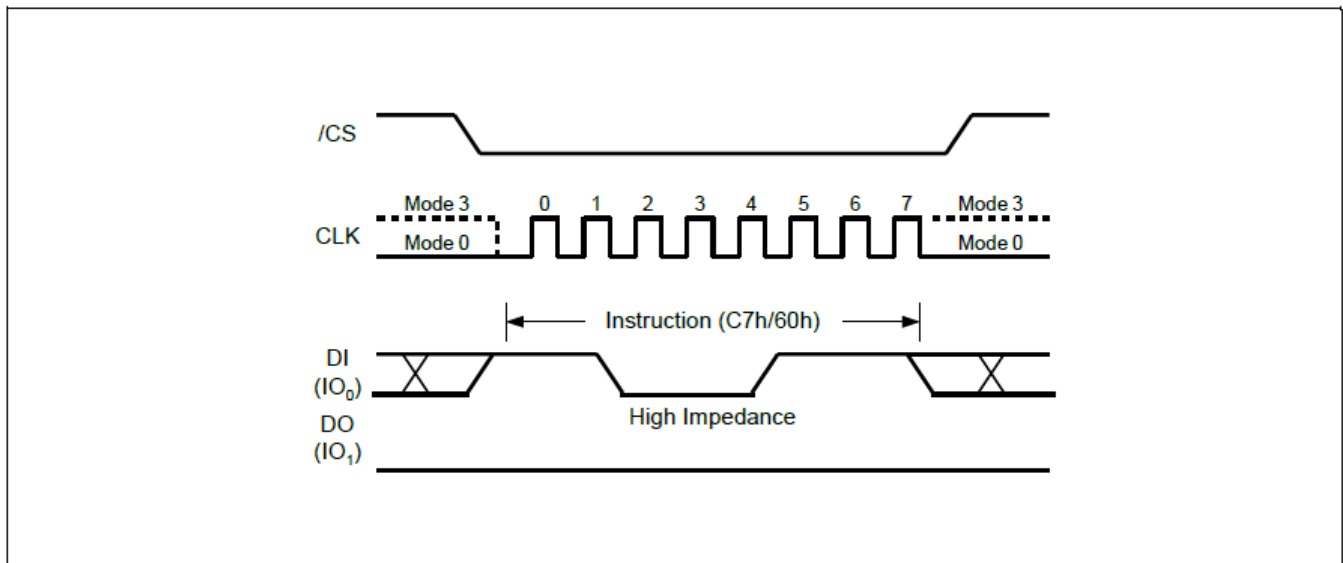 /CS
Mode 3 0 1 2 3 4 5 6 7 Mode 3
CLK
Mode 0 Mode 0
Instruction (C7h/60h)
DI
(IO₀)
High Impedance
DO
(IO₁)